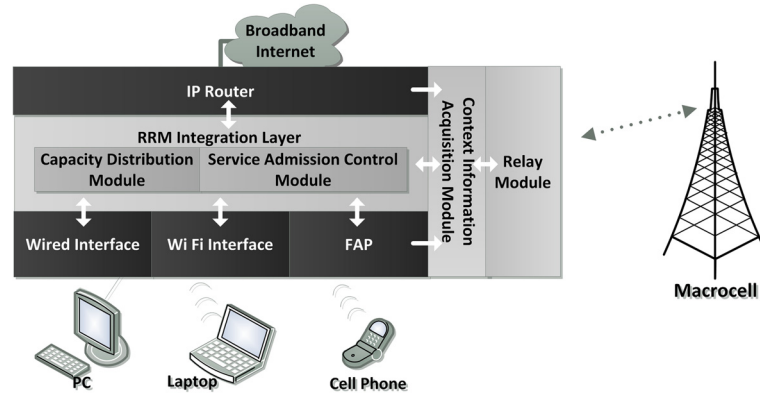 Broadband
Internet
IP Router
RRM Integration Layer
Capacity Distribution
Module
Service Admission Control
Module
Context Information
Acquisition Module
Relay
Module
Wired Interface
Wi Fi Interface
FAP
Macrocell
PC
Laptop
Cell Phone